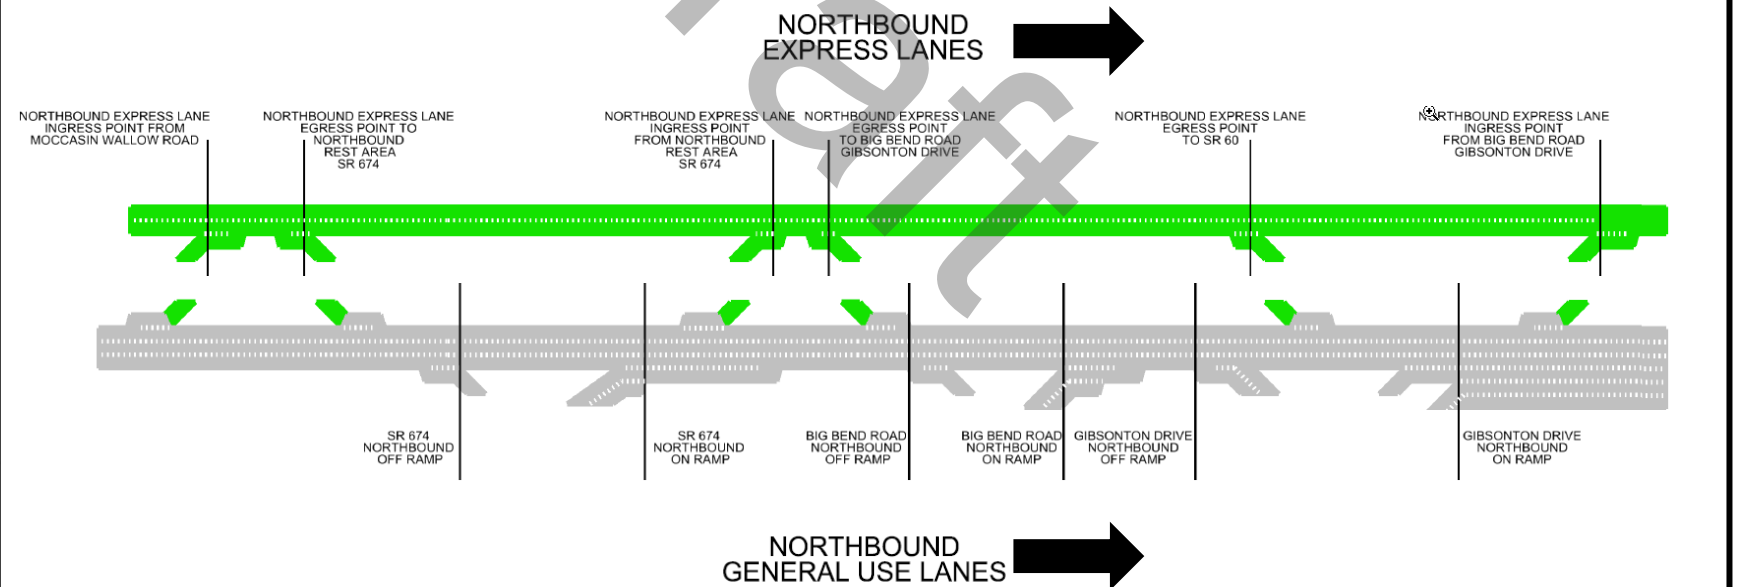 NORTHBOUND
EXPRESS LANES
NORTHBOUND EXPRESS LANE
INGRESS POINT FROM
MOCCASIN WALLOW ROAD
NORTHBOUND EXPRESS LANE
EGRESS POINT TO
NORTHBOUND
REST AREA
SR 674
NORTHBOUND EXPRESS LANE
INGRESS POINT
FROM NORTHBOUND
REST AREA
SR 674
NORTHBOUND EXPRESS LANE
EGRESS POINT
TO BIG BEND ROAD
GIBSONTON DRIVE
NORTHBOUND EXPRESS LANE
EGRESS POINT
TO SR 60
NORTHBOUND EXPRESS LANE
INGRESS POINT
FROM BIG BEND ROAD
GIBSONTON DRIVE
SR 674
NORTHBOUND
OFF RAMP
SR 674
NORTHBOUND
ON RAMP
BIG BEND ROAD
NORTHBOUND
OFF RAMP
BIG BEND ROAD
NORTHBOUND
ON RAMP
GIBSONTON DRIVE
NORTHBOUND
OFF RAMP
GIBSONTON DRIVE
NORTHBOUND
ON RAMP
NORTHBOUND
GENERAL USE LANES